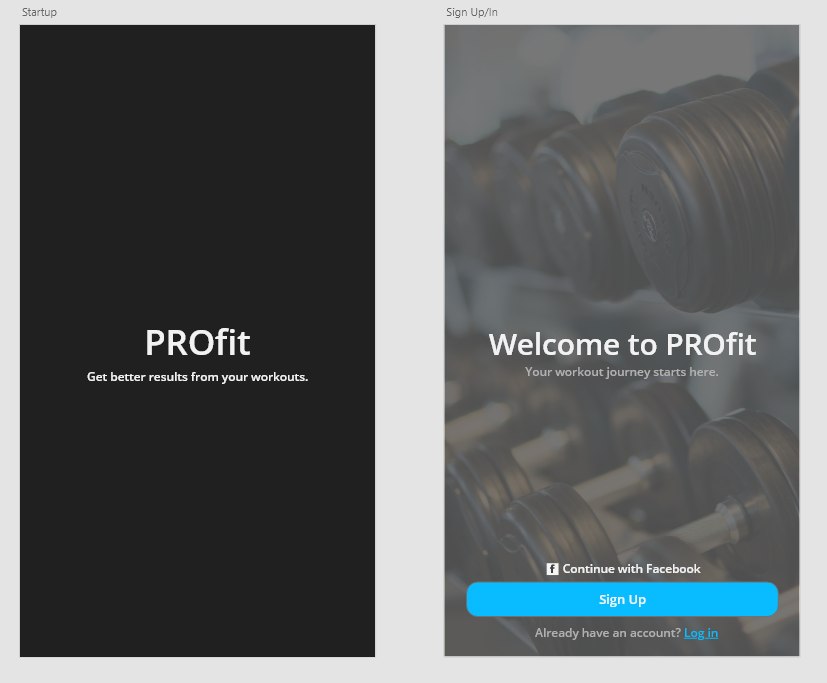 Startup
PROfit
Get better results from your workouts.
Sign Up/In
Welcome to PROfit
Your workout journey starts here.
f Continue with Facebook
Sign Up
Already have an account? Log in